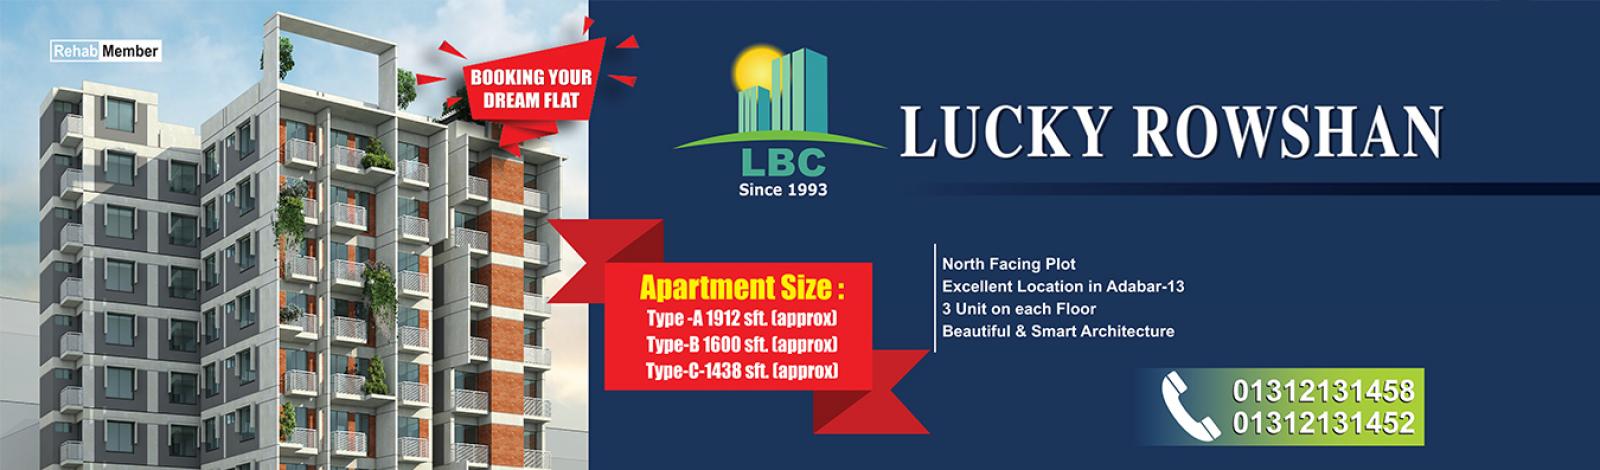 Rehab Member
BOOKING YOUR
DREAM FLAT
LBC
Since 1993
LUCKY ROWSHAN
Apartment Size :
Type -A 1912 sft. (approx)
Type-B 1600 sft. (approx)
Type-C-1438 sft. (approx)
North Facing Plot
Excellent Location in Adabar-13
3 Unit on each Floor
Beautiful & Smart Architecture
01312131458
01312131452